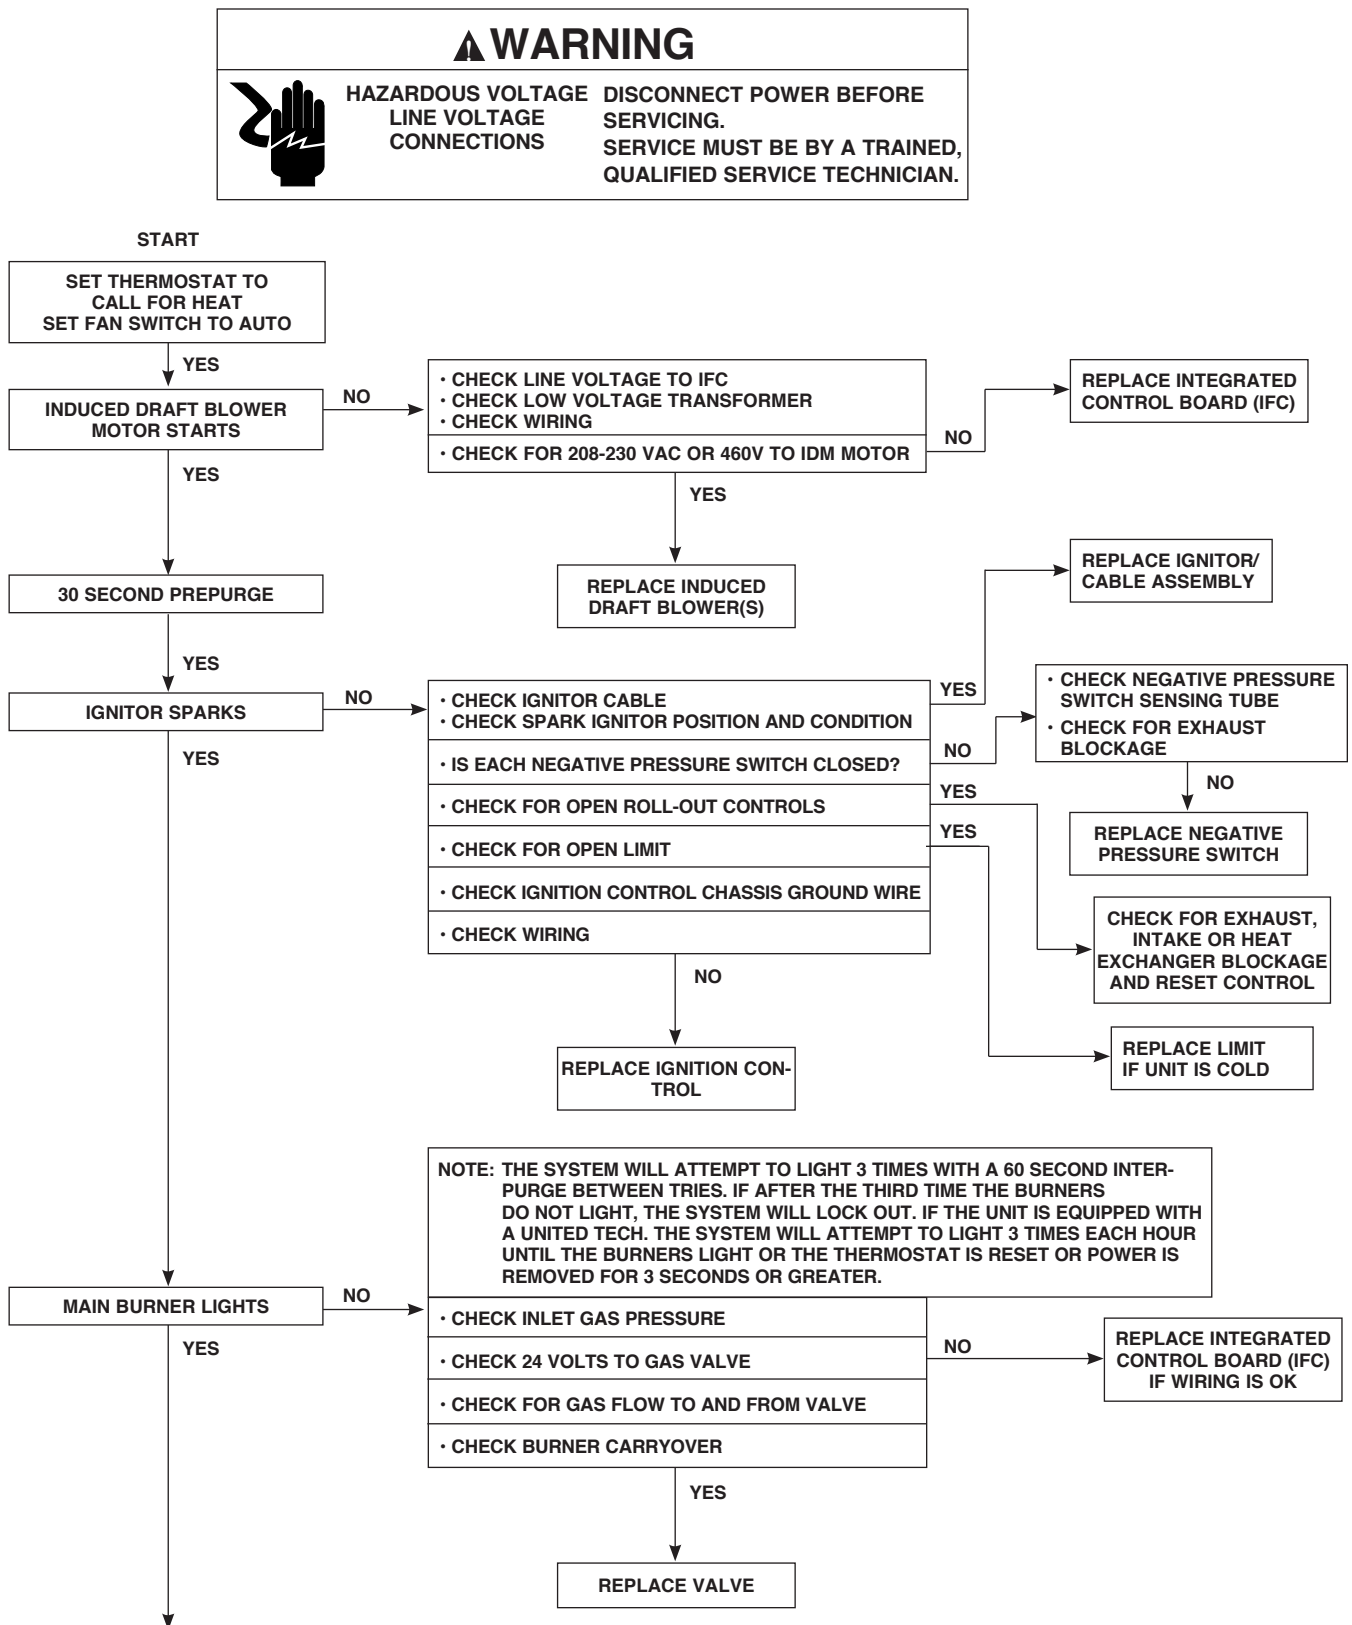 WARNING
HAZARDOUS VOLTAGE
LINE VOLTAGE
CONNECTIONS
DISCONNECT POWER BEFORE
SERVICING.
SERVICE MUST BE BY A TRAINED,
QUALIFIED SERVICE TECHNICIAN.
START
SET THERMOSTAT TO
CALL FOR HEAT
SET FAN SWITCH TO AUTO
YES
INDUCED DRAFT BLOWER
MOTOR STARTS
NO
· CHECK LINE VOLTAGE TO IFC
· CHECK LOW VOLTAGE TRANSFORMER
· CHECK WIRING
· CHECK FOR 208-230 VAC OR 460V TO IDM MOTOR
NO
REPLACE INTEGRATED
CONTROL BOARD (IFC)
YES
YES
REPLACE INDUCED
DRAFT BLOWER(S)
30 SECOND PREPURGE
YES
IGNITOR SPARKS
NO
· CHECK IGNITOR CABLE
· CHECK SPARK IGNITOR POSITION AND CONDITION
YES
REPLACE IGNITOR/
CABLE ASSEMBLY
· IS EACH NEGATIVE PRESSURE SWITCH CLOSED?
NO
· CHECK NEGATIVE PRESSURE
SWITCH SENSING TUBE
· CHECK FOR EXHAUST
BLOCKAGE
NO
REPLACE NEGATIVE
PRESSURE SWITCH
· CHECK FOR OPEN ROLL-OUT CONTROLS
YES
CHECK FOR EXHAUST,
INTAKE OR HEAT
EXCHANGER BLOCKAGE
AND RESET CONTROL
· CHECK FOR OPEN LIMIT
YES
REPLACE LIMIT
IF UNIT IS COLD
· CHECK IGNITION CONTROL CHASSIS GROUND WIRE
· CHECK WIRING
NO
REPLACE IGNITION CON-
TROL
YES
NOTE: THE SYSTEM WILL ATTEMPT TO LIGHT 3 TIMES WITH A 60 SECOND INTER-
PURGE BETWEEN TRIES. IF AFTER THE THIRD TIME THE BURNERS
DO NOT LIGHT, THE SYSTEM WILL LOCK OUT. IF THE UNIT IS EQUIPPED WITH
A UNITED TECH. THE SYSTEM WILL ATTEMPT TO LIGHT 3 TIMES EACH HOUR
UNTIL THE BURNERS LIGHT OR THE THERMOSTAT IS RESET OR POWER IS
REMOVED FOR 3 SECONDS OR GREATER.
MAIN BURNER LIGHTS
NO
· CHECK INLET GAS PRESSURE
· CHECK 24 VOLTS TO GAS VALVE
NO
REPLACE INTEGRATED
CONTROL BOARD (IFC)
IF WIRING IS OK
· CHECK FOR GAS FLOW TO AND FROM VALVE
· CHECK BURNER CARRYOVER
YES
YES
REPLACE VALVE